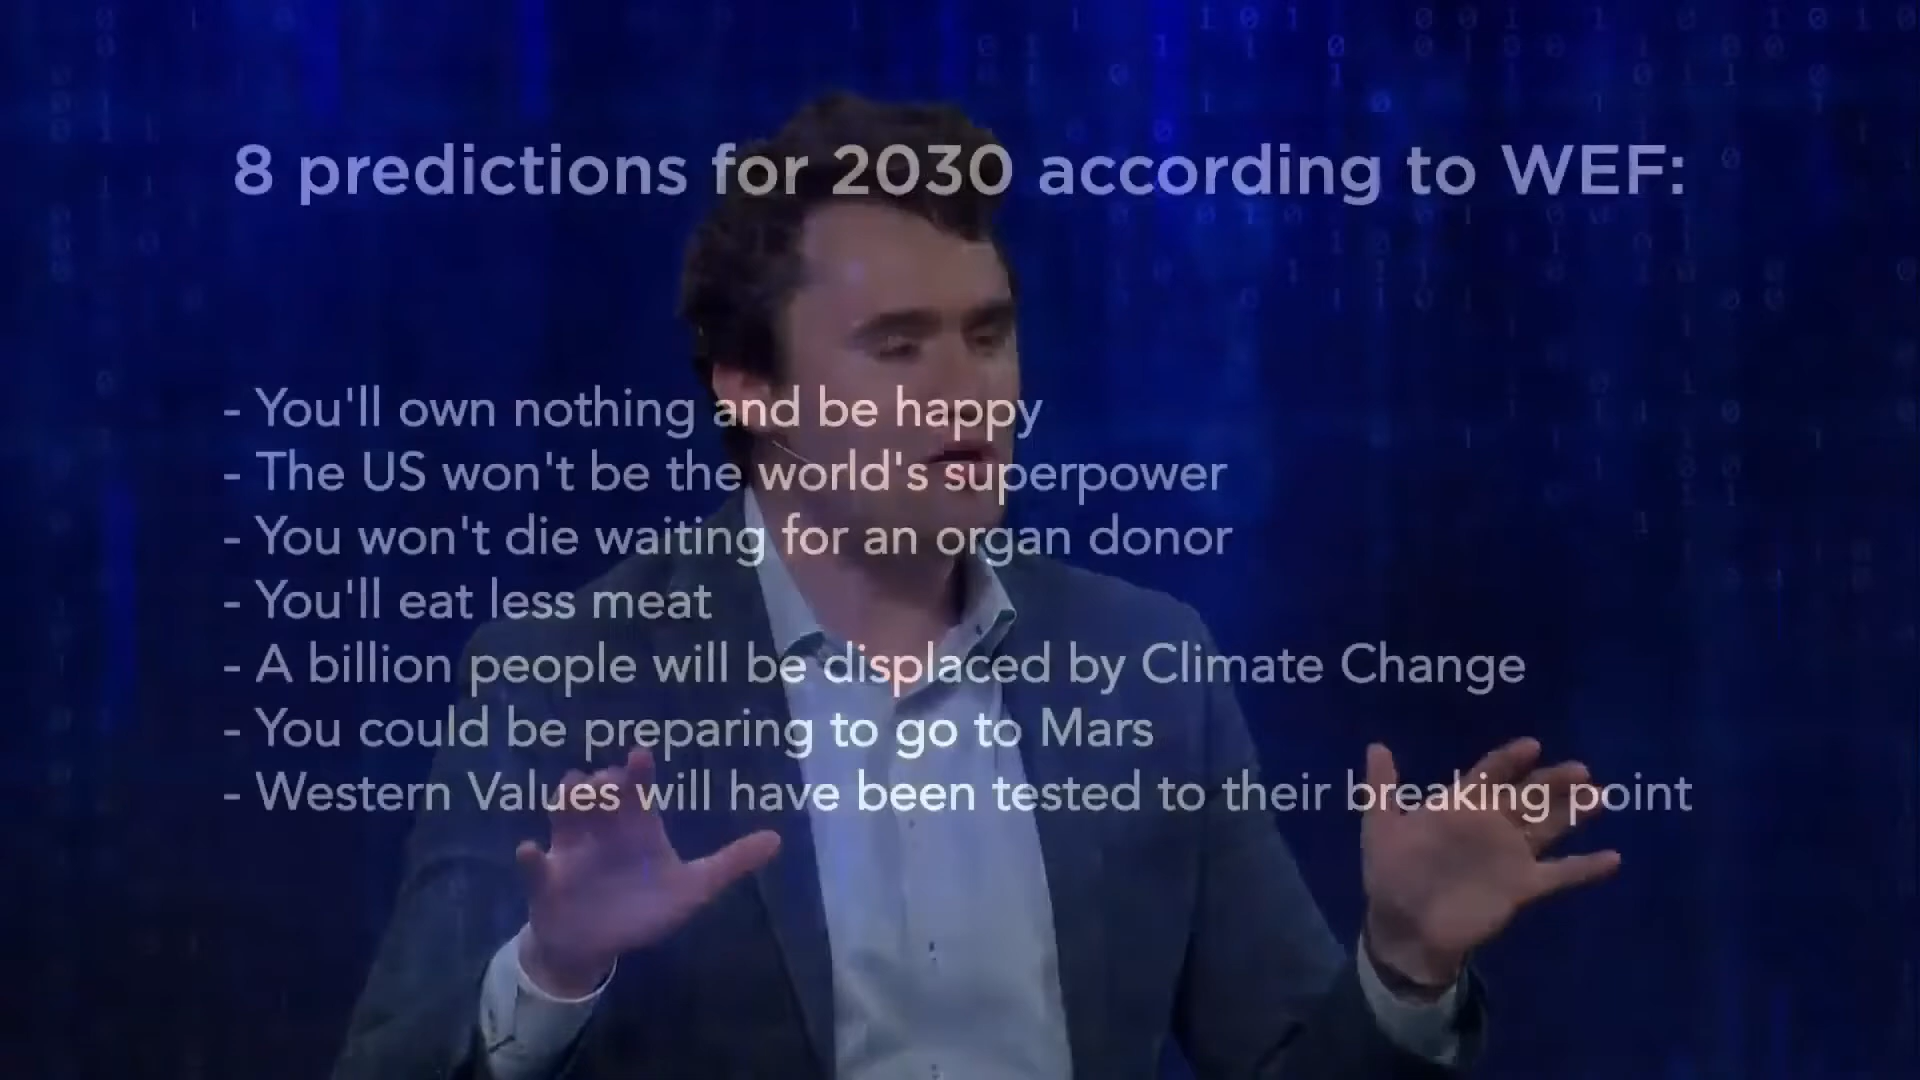 8 predictions for 2030 according to WEF:
- You'll own nothing and be happy
- The US won't be the world's superpower
- You won't die waiting for an organ donor
- You'll eat less meat
- A billion people will be displaced by Climate Change
- You could be preparing to go to Mars
- Western Values will have been tested to their breaking point